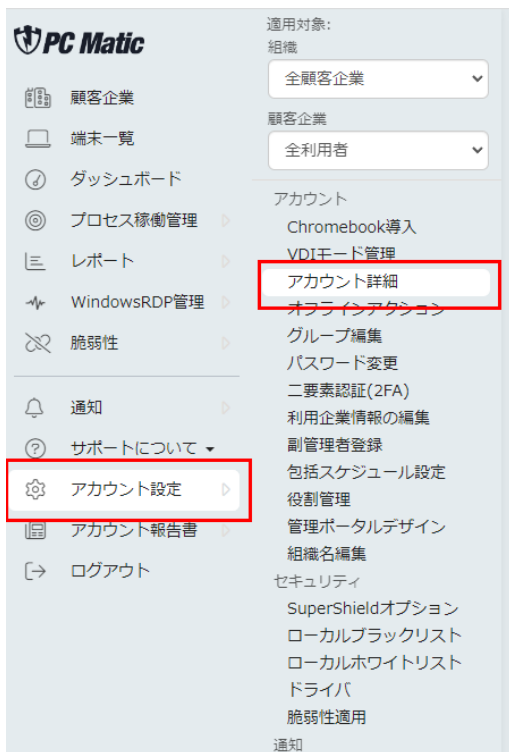 PC Matic
顧客企業
端末一覧
ダッシュボード
プロセス稼働管理
レポート
WindowsRDP管理
脆弱性
通知
サポートについて
アカウント設定
アカウント報告書
ログアウト
適用対象:
組織
全顧客企業
顧客企業
全利用者
アカウント
Chromebook導入
VDIモード管理
アカウント詳細
オフラインアクション
グループ編集
パスワード変更
二要素認証(2FA)
利用企業情報の編集
副管理者登録
包括スケジュール設定
役割管理
管理ポータルデザイン
組織名編集
セキュリティ
SuperShieldオプション
ローカルブラックリスト
ローカルホワイトリスト
ドライバ
脆弱性適用
通知